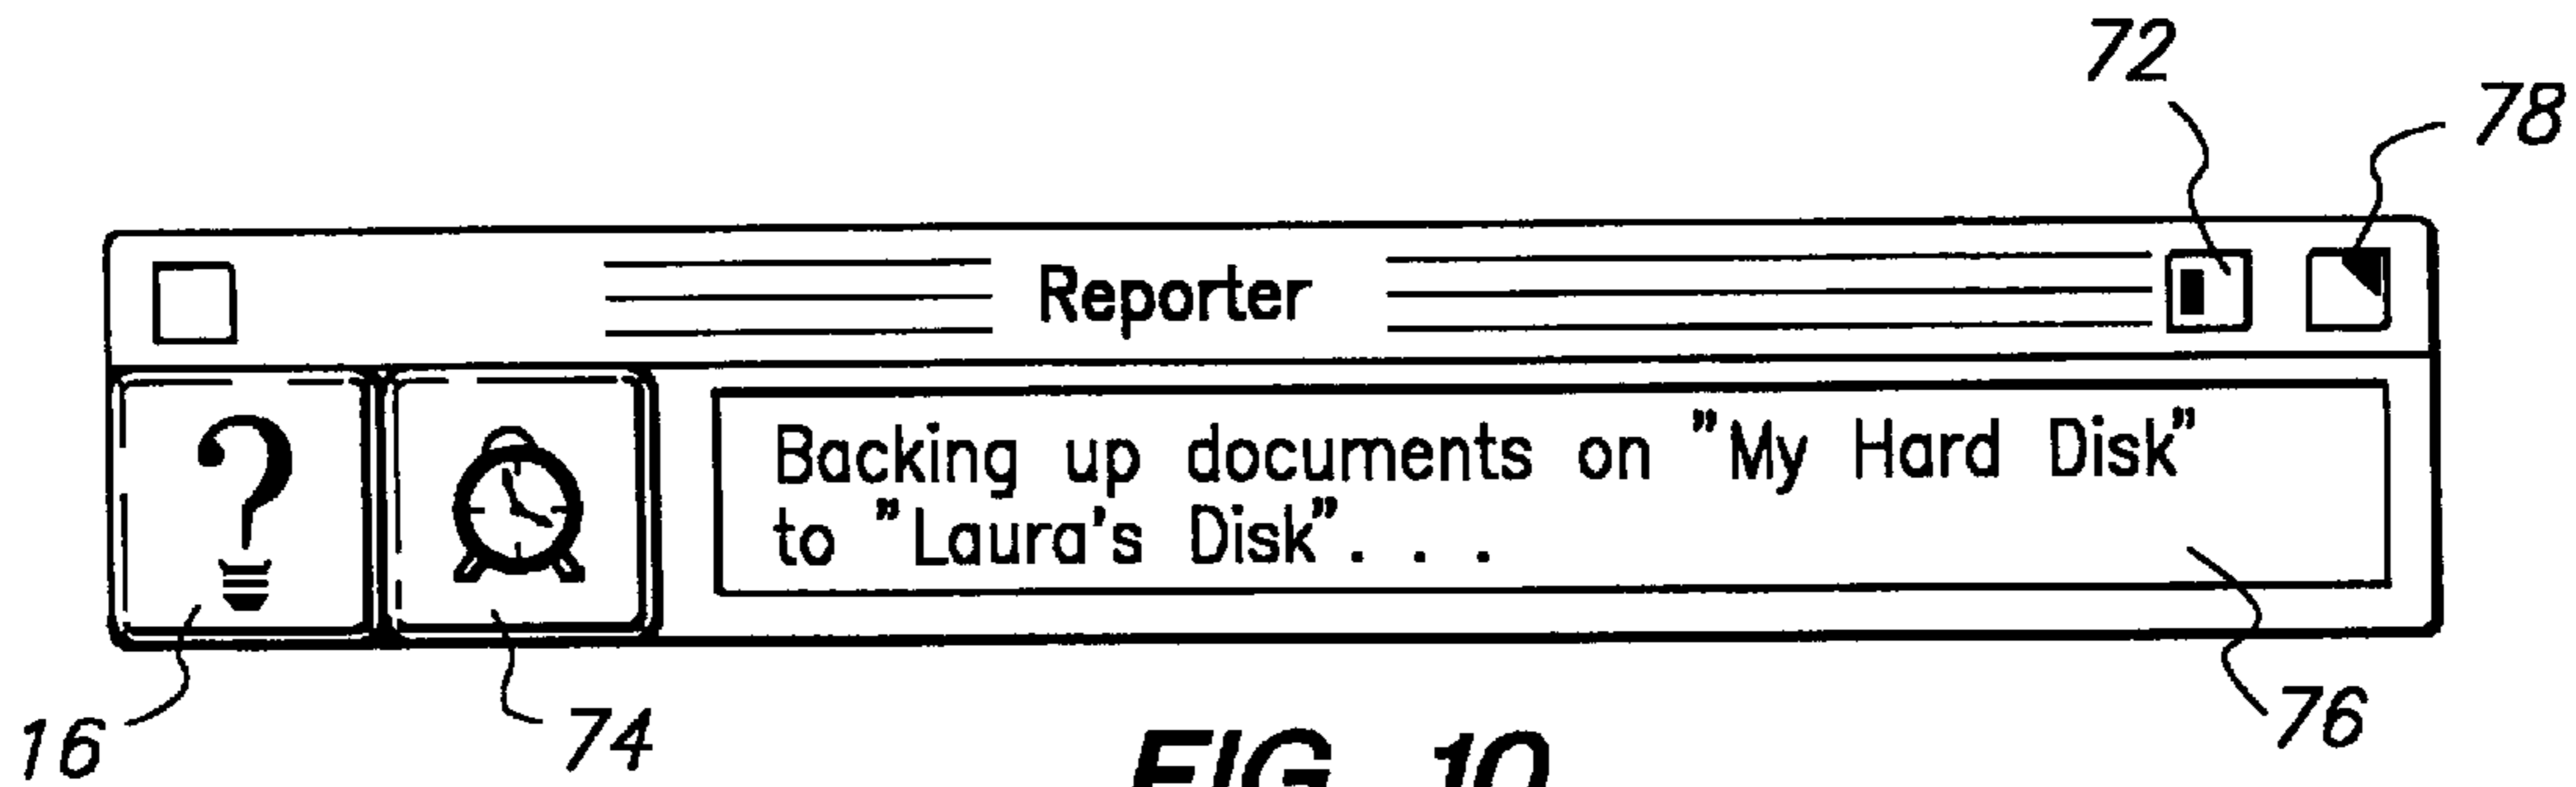 72
78
Reporter
?
Backing up documents on "My Hard Disk"
to "Laura's Disk". . .
16
74
76
FIG. 10